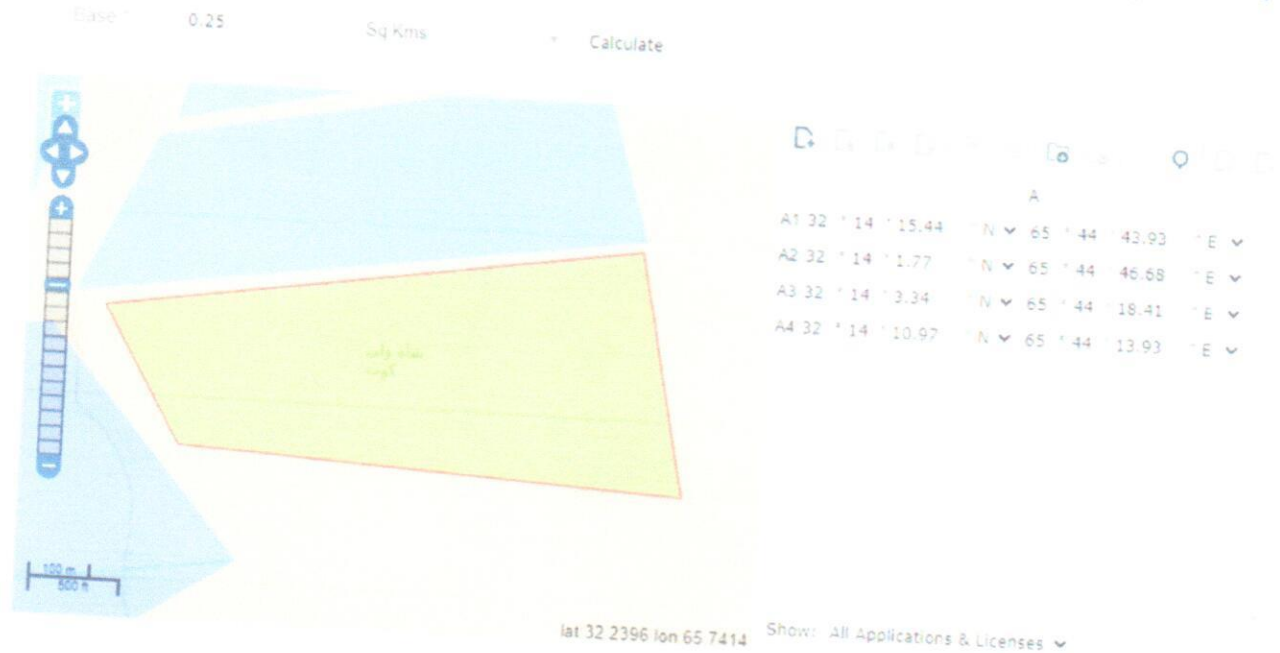 Base
0.25
Sq Kms
Calculate
A
A1 32 ° 14 ' 15.44 " N 65 ° 44 ' 43.93 " E
A2 32 ° 14 ' 1.77 " N 65 ° 44 ' 46.68 " E
A3 32 ° 14 ' 3.34 " N 65 ° 44 ' 18.41 " E
A4 32 ° 14 ' 10.97 " N 65 ° 44 ' 13.93 " E
100 m
500 ft
lat 32.2396 lon 65.7414
Show: All Applications & Licenses